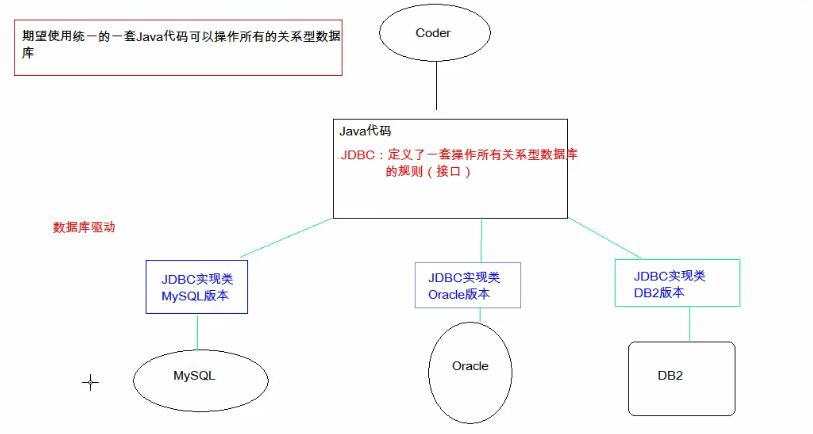 期望使用统一的一套Java代码可以操作所有的关系型数据
库
Coder
Java代码
.JDBC：定义了一套操作所有关系型数据库
的规则（接口）
数据库驱动
JDBC实现类
MySQL版本
JDBC实现类
Oracle版本
JDBC实现类
DB2版本
MySQL
Oracle
DB2